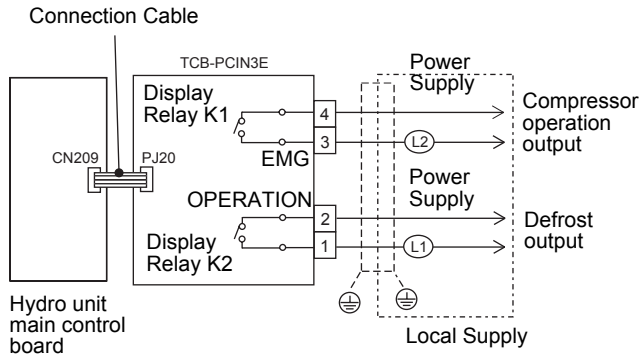 Connection Cable
TCB-PCIN3E
Power
Supply
Display
Relay K1
4
Compressor
operation
output
3
L2
EMG
CN209
PJ20
OPERATION
Power
Supply
2
Defrost
output
Display
Relay K2
1
L1
Hydro unit
main control
board
Local Supply